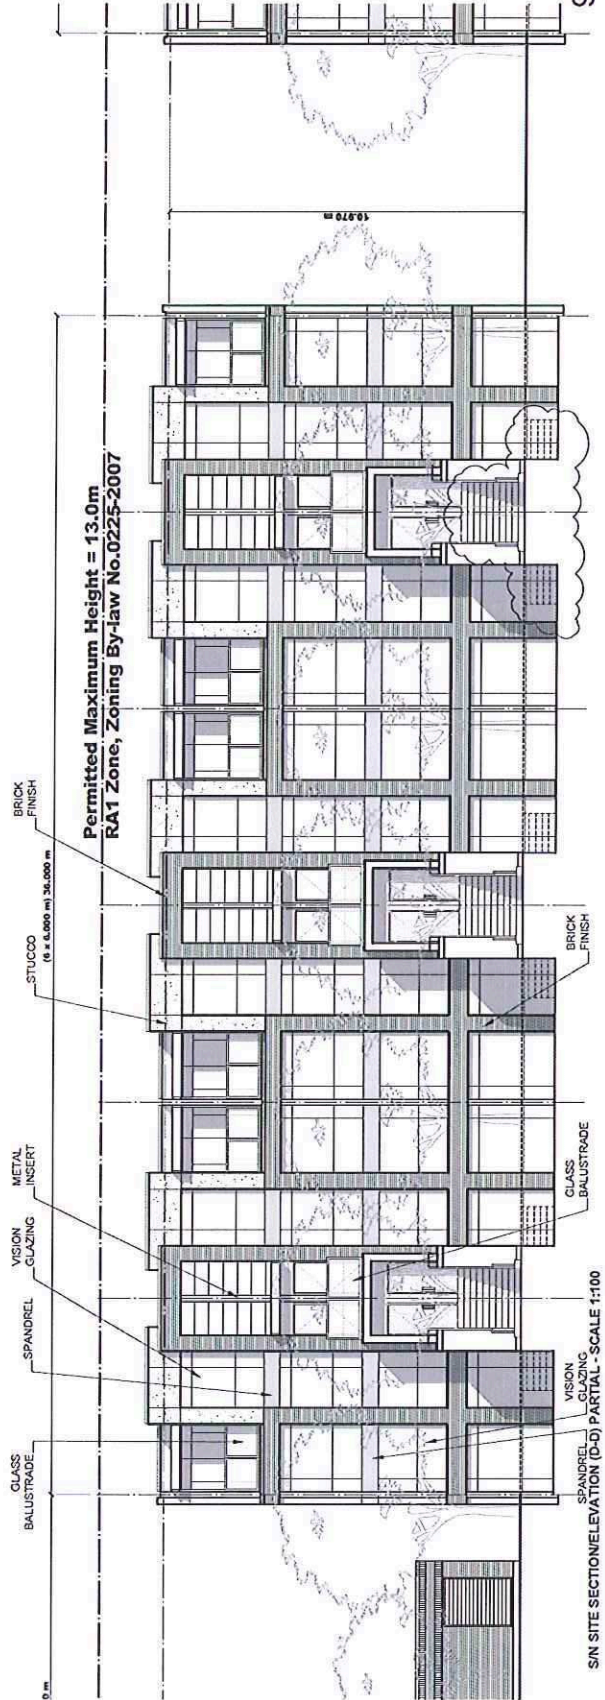 Permitted Maximum Height = 13.0m
RA1 Zone, Zoning By-law No.0225-2007
0 m
(6 x 6.000 m) 36.000 m
10.970 m
GLASS
BALUSTRADE
SPANDREL
VISION
GLAZING
METAL
INSERT
STUCCO
BRICK
FINISH
SPANDREL
VISION
GLAZING
GLASS
BALUSTRADE
BRICK
FINISH
S/N SITE SECTION/ELEVATION (D-D) PARTIAL - SCALE 1:100